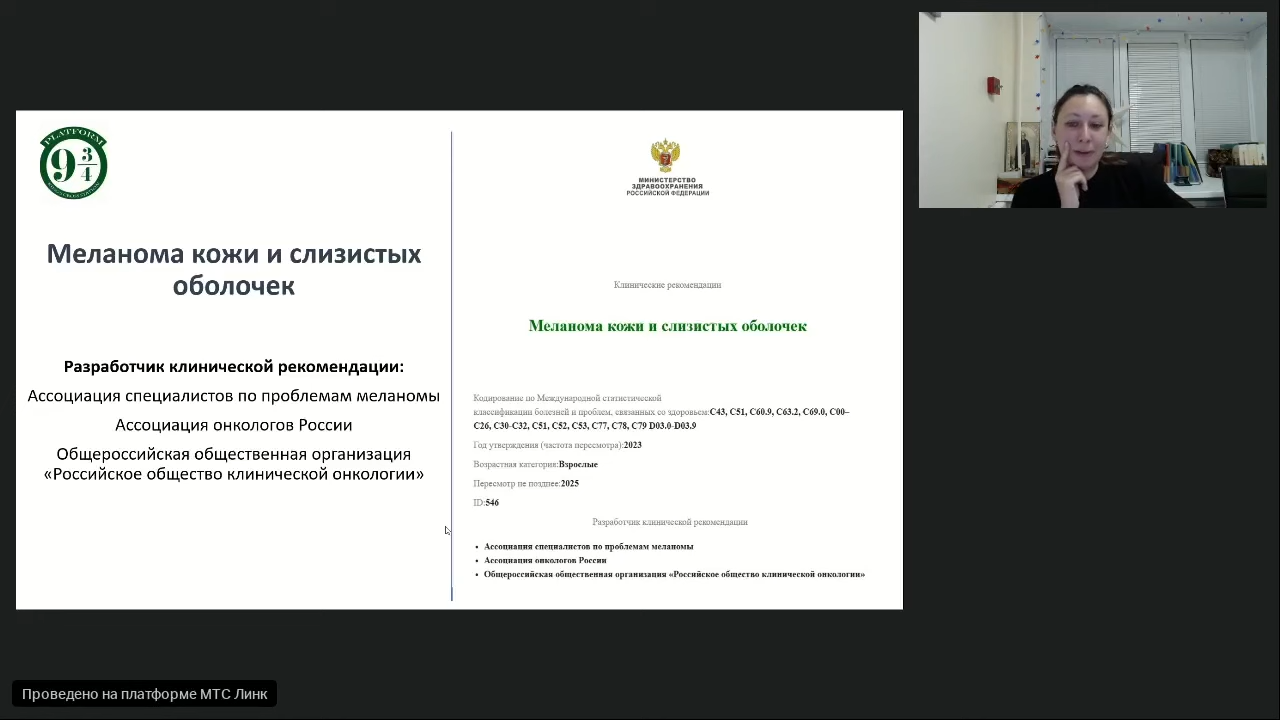 PLATFORM
9 3/4
Меланома кожи и слизистых
оболочек
Разработчик клинической рекомендации:
Ассоциация специалистов по проблемам меланомы
Ассоциация онкологов России
Общероссийская общественная организация
«Российское общество клинической онкологии»
МИНИСТЕРСТВО
ЗДРАВООХРАНЕНИЯ
РОССИЙСКОЙ ФЕДЕРАЦИИ
Клинические рекомендации
Меланома кожи и слизистых оболочек
Кодирование по Международной статистической
классификации болезней и проблем, связанных со здоровьем:C43, C51, C60.9, C63.2, C69.0, C00–
C26, C30-C32, C51, C52, C53, C77, C78, C79 D03.0-D03.9
Год утверждения (частота пересмотра):2023
Возрастная категория:Взрослые
Пересмотр не позднее:2025
ID:546
Разработчик клинической рекомендации
• Ассоциация специалистов по проблемам меланомы
• Ассоциация онкологов России
• Общероссийская общественная организация «Российское общество клинической онкологии»
Проведено на платформе МТС Линк